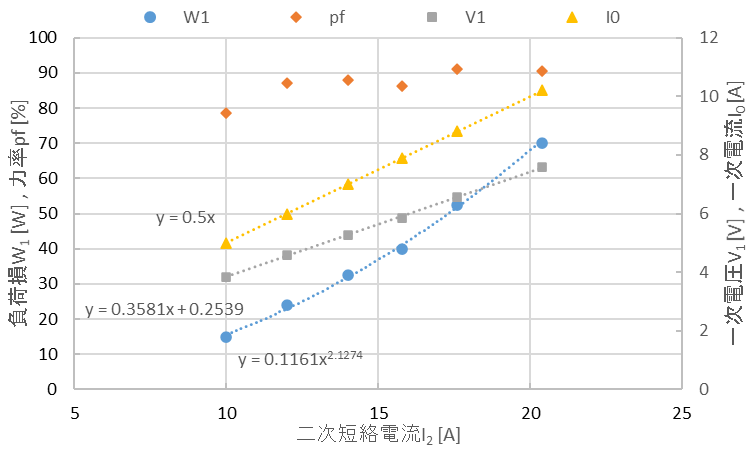 W1 pf V1 I0
100
90
80
70
60
50
40
30
20
10
0
12
10
8
6
4
2
0
y = 0.5x
y = 0.3581x + 0.2539
y = 0.1161x^2.1274
5 10 15 20 25
二次短絡電流I₂ [A]
負荷損W₁ [W] , 力率pf [%]
一次電圧V₁ [V] , 一次電流I₀ [A]